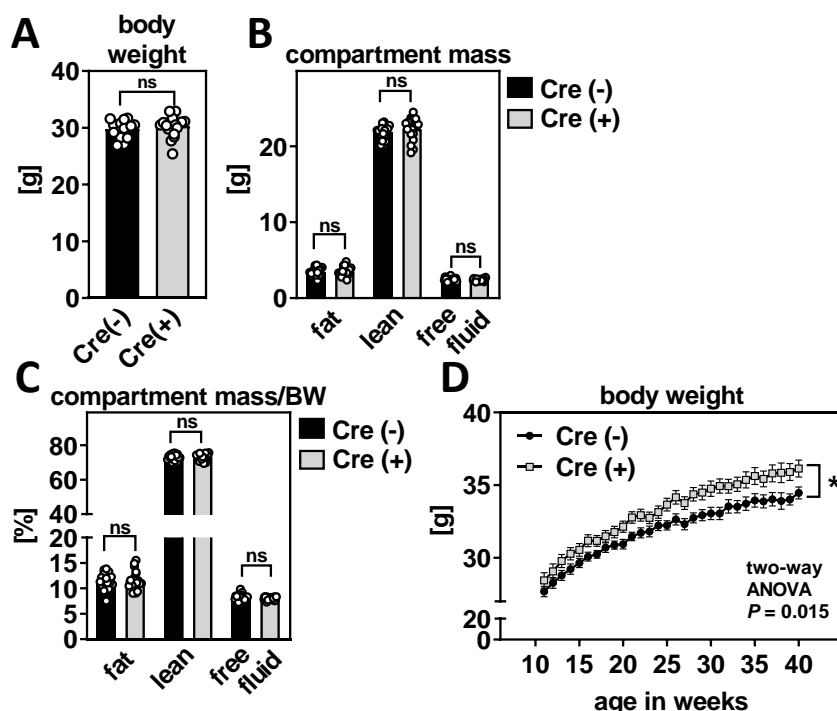 A
body
weight
ns
40
30
20
10
0
[g]
Cre(-)
Cre(+)
B
compartment mass
ns
ns
ns
20
10
0
[g]
fat
lean
free
fluid
Cre (-)
Cre (+)
C
compartment mass/BW
ns
ns
ns
80
60
40
20
15
10
5
0
[%]
fat
lean
free
fluid
Cre (-)
Cre (+)
D
body weight
Cre (-)
Cre (+)
40
35
30
20
0
[g]
*
two-way
ANOVA
P = 0.015
10
15
20
25
30
35
40
age in weeks